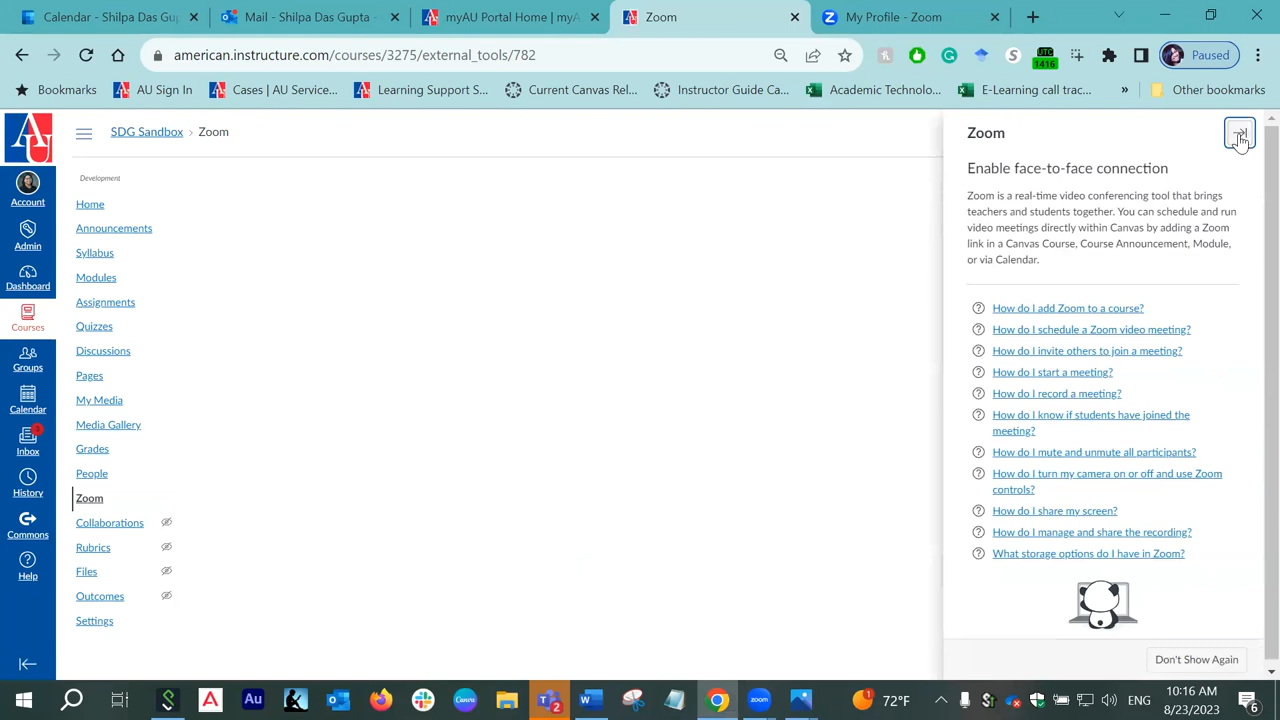 Calendar - Shilpa Das Gupta -
Mail - Shilpa Das Gupta -
myAU Portal Home | myA
Zoom
My Profile - Zoom
american.instructure.com/courses/3275/external_tools/782
UTC
1416
Paused
Bookmarks
AU Sign In
Cases | AU Service...
Learning Support S...
Current Canvas Rel...
Instructor Guide Ca...
Academic Technolo...
E-Learning call trac...
»
Other bookmarks
AU
SDG Sandbox › Zoom
Account
Admin
Dashboard
Courses
Groups
Calendar
Inbox
History
Commons
Help
Development
Home
Announcements
Syllabus
Modules
Assignments
Quizzes
Discussions
Pages
My Media
Media Gallery
Grades
People
Zoom
Collaborations
Rubrics
Files
Outcomes
Settings
Zoom
Enable face-to-face connection
Zoom is a real-time video conferencing tool that brings
teachers and students together. You can schedule and run
video meetings directly within Canvas by adding a Zoom
link in a Canvas Course, Course Announcement, Module,
or via Calendar.
How do I add Zoom to a course?
How do I schedule a Zoom video meeting?
How do I invite others to join a meeting?
How do I start a meeting?
How do I record a meeting?
How do I know if students have joined the
meeting?
How do I mute and unmute all participants?
How do I turn my camera on or off and use Zoom
controls?
How do I share my screen?
How do I manage and share the recording?
What storage options do I have in Zoom?
Don't Show Again
Au
Canva
2
W
zoom
1
72°F
ENG
10:16 AM
8/23/2023
6